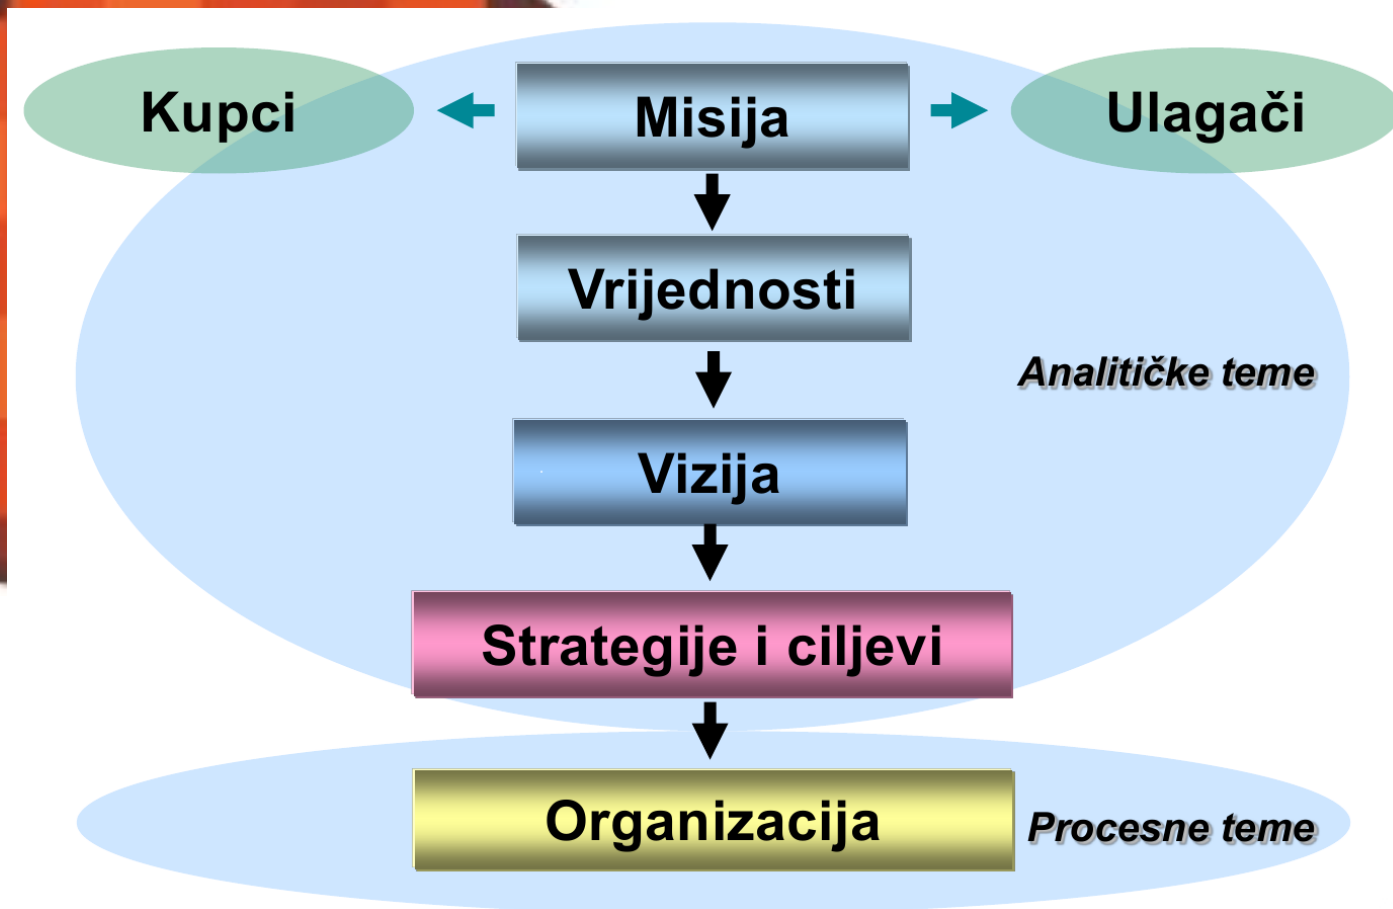 Kupci
Misija
Ulagači
Vrijednosti
Analitičke teme
Vizija
Strategije i ciljevi
Organizacija
Procesne teme